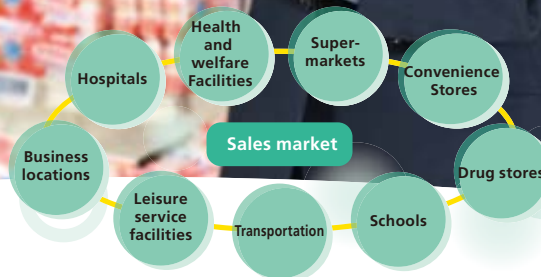 Health
and
welfare
Facilities
Super-
markets
Hospitals
Convenience
Stores
Sales market
Business
locations
Drug stores
Leisure
service
facilities
Transportation
Schools